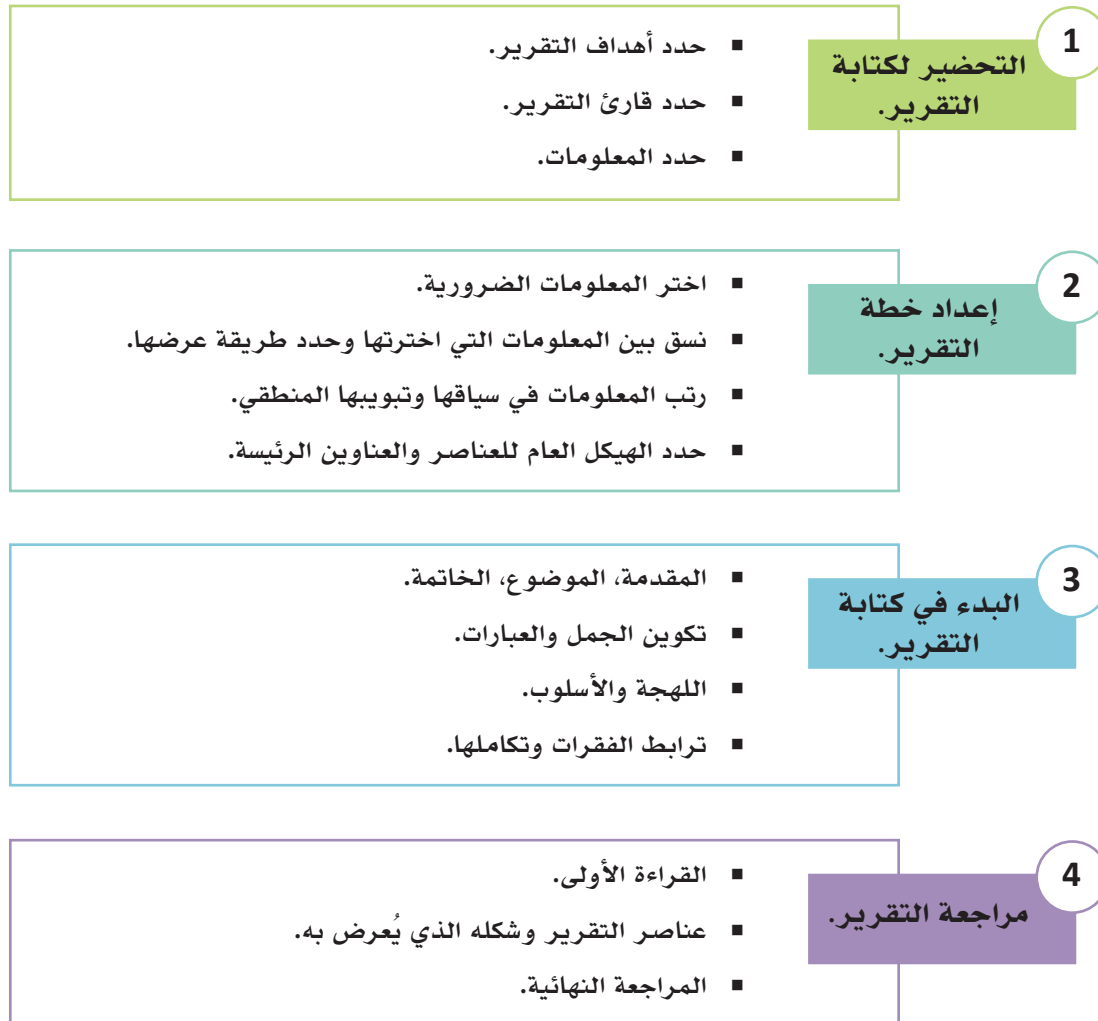 1
التحضير لكتابة
التقرير.
▪ حدد أهداف التقرير.
▪ حدد قارئ التقرير.
▪ حدد المعلومات.
2
إعداد خطة
التقرير.
▪ اختر المعلومات الضرورية.
▪ نسق بين المعلومات التي اخترتها وحدد طريقة عرضها.
▪ رتب المعلومات في سياقها وتبويبها المنطقي.
▪ حدد الهيكل العام للعناصر والعناوين الرئيسة.
3
البدء في كتابة
التقرير.
▪ المقدمة، الموضوع، الخاتمة.
▪ تكوين الجمل والعبارات.
▪ اللهجة والأسلوب.
▪ ترابط الفقرات وتكاملها.
4
مراجعة التقرير.
▪ القراءة الأولى.
▪ عناصر التقرير وشكله الذي يُعرض به.
▪ المراجعة النهائية.